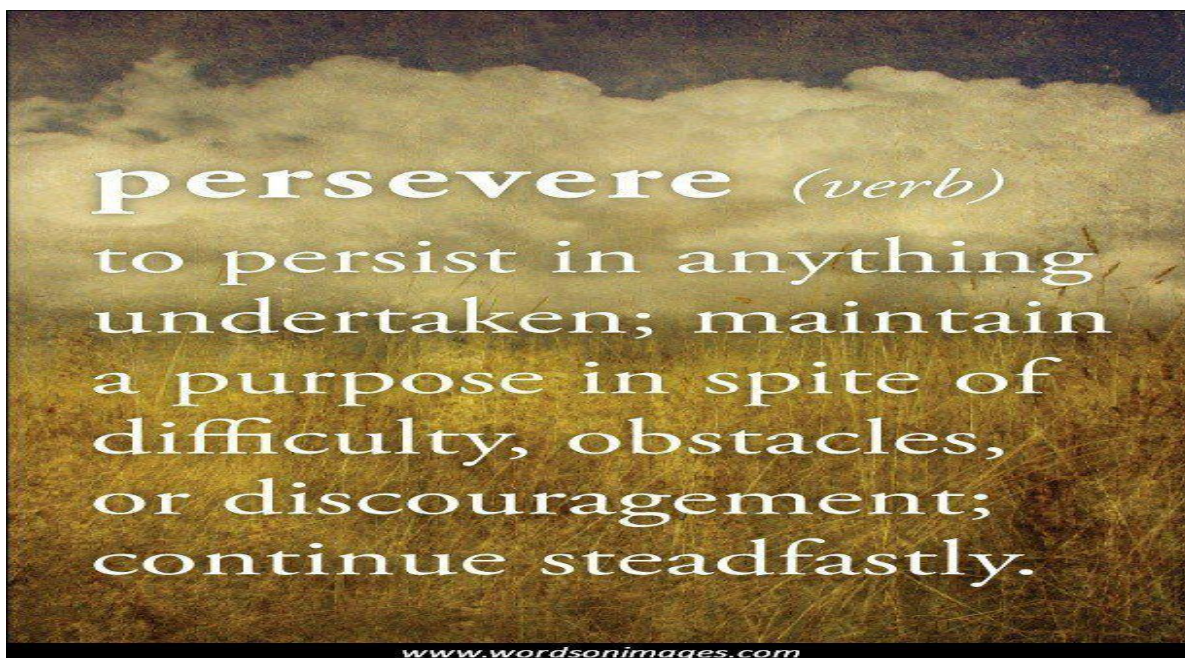 persevere (verb)
to persist in anything
undertaken; maintain
a purpose in spite of
difficulty, obstacles,
or discouragement;
continue steadfastly.
www.wordsonimages.com